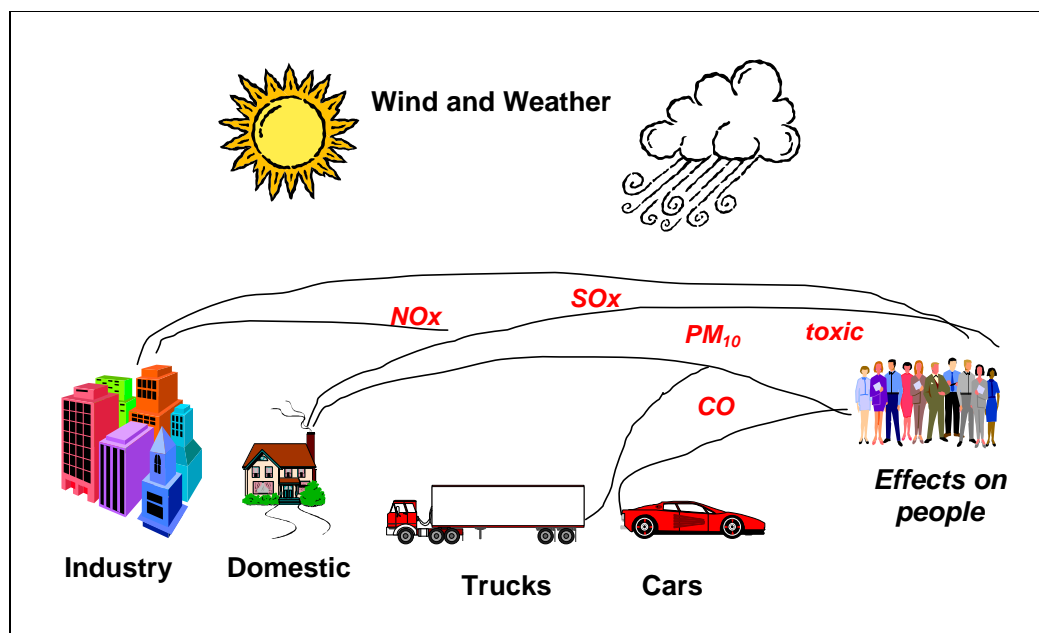 Wind and Weather
SOx
NOx
PM₁₀
toxic
CO
Effects on
people
Industry
Domestic
Trucks
Cars